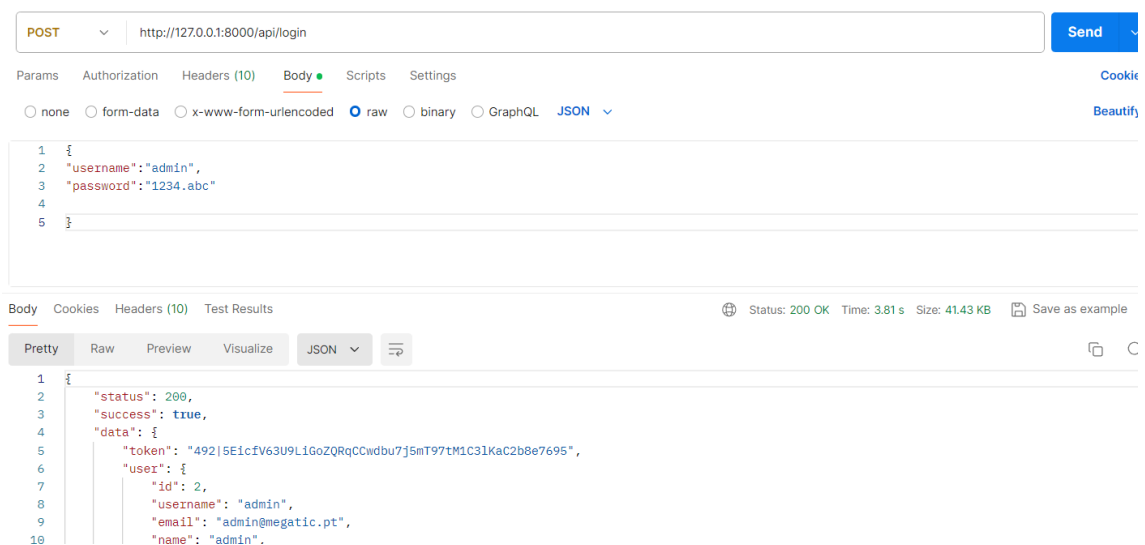 POST http://127.0.0.1:8000/api/login Send
Params Authorization Headers (10) Body Scripts Settings Cookie
none form-data x-www-form-urlencoded raw binary GraphQL JSON Beautify
1 {
2 "username":"admin",
3 "password":"1234.abc"
4
5 }
Body Cookies Headers (10) Test Results Status: 200 OK Time: 3.81 s Size: 41.43 KB Save as example
Pretty Raw Preview Visualize JSON
1 {
2 "status": 200,
3 "success": true,
4 "data": {
5 "token": "492|5EicfV63U9LiGoZQRqCCwdbu7j5mT97tM1C3lKaC2b8e7695",
6 "user": {
7 "id": 2,
8 "username": "admin",
9 "email": "admin@megatic.pt",
10 "name": "admin",